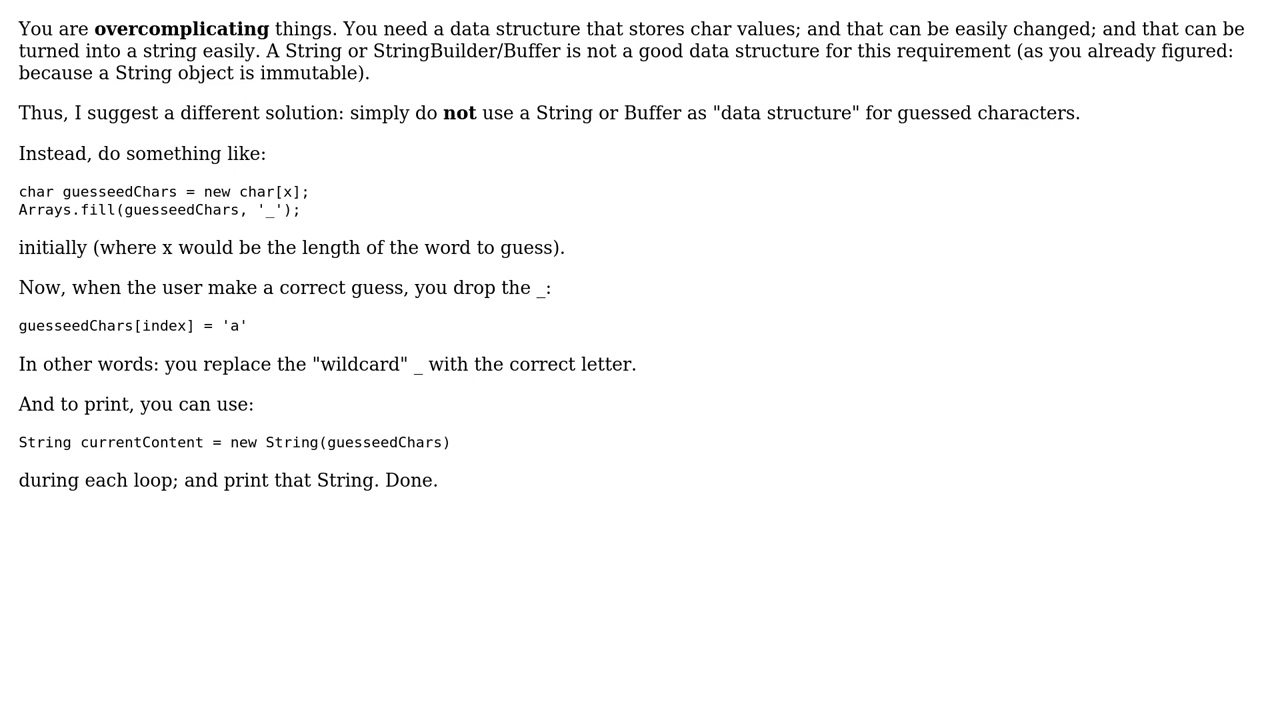 You are overcomplicating things. You need a data structure that stores char values; and that can be easily changed; and that can be
turned into a string easily. A String or StringBuilder/Buffer is not a good data structure for this requirement (as you already figured:
because a String object is immutable).
Thus, I suggest a different solution: simply do not use a String or Buffer as "data structure" for guessed characters.
Instead, do something like:
char guesseedChars = new char[x];
Arrays.fill(guesseedChars, '_');
initially (where x would be the length of the word to guess).
Now, when the user make a correct guess, you drop the _:
guesseedChars[index] = 'a'
In other words: you replace the "wildcard" _ with the correct letter.
And to print, you can use:
String currentContent = new String(guesseedChars)
during each loop; and print that String. Done.